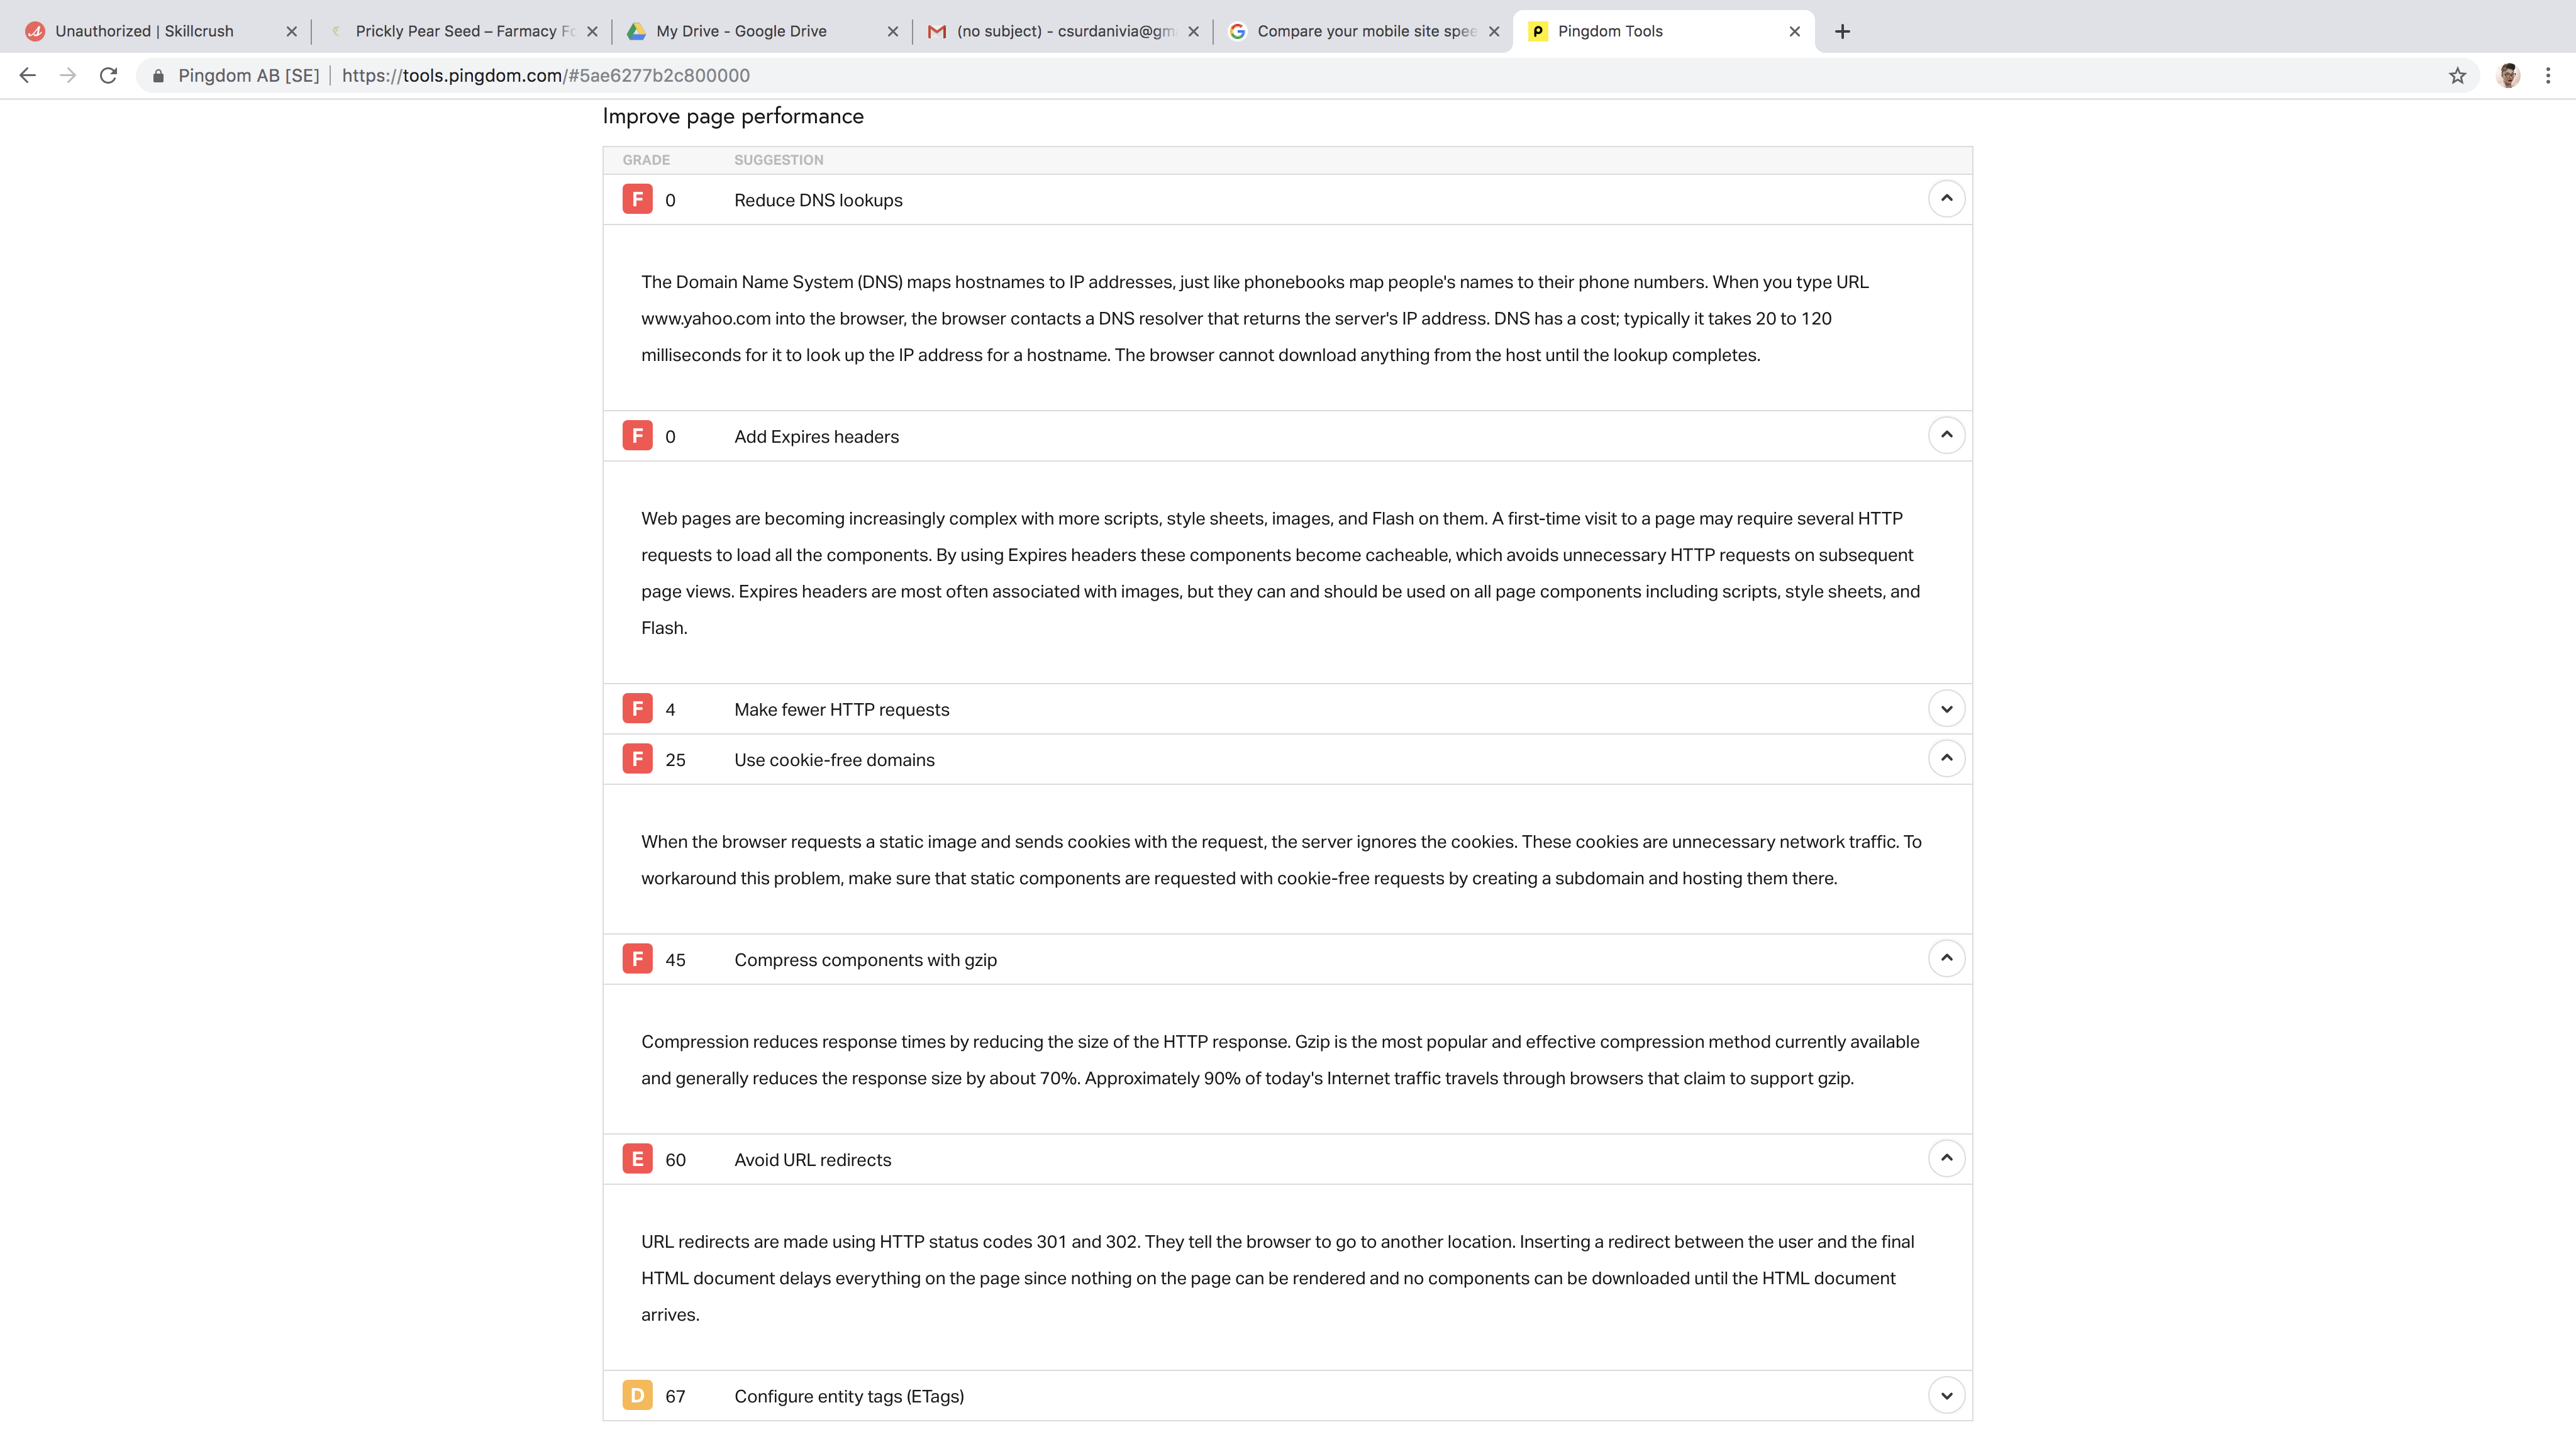 Unauthorized | Skillcrush
Prickly Pear Seed – Farmacy Fo
My Drive - Google Drive
(no subject) - csurdanivia@gm
Compare your mobile site spee
Pingdom Tools
Pingdom AB [SE] | https://tools.pingdom.com/#5ae6277b2c800000
Improve page performance
GRADE SUGGESTION
F 0 Reduce DNS lookups
The Domain Name System (DNS) maps hostnames to IP addresses, just like phonebooks map people's names to their phone numbers. When you type URL
www.yahoo.com into the browser, the browser contacts a DNS resolver that returns the server's IP address. DNS has a cost; typically it takes 20 to 120
milliseconds for it to look up the IP address for a hostname. The browser cannot download anything from the host until the lookup completes.
F 0 Add Expires headers
Web pages are becoming increasingly complex with more scripts, style sheets, images, and Flash on them. A first-time visit to a page may require several HTTP
requests to load all the components. By using Expires headers these components become cacheable, which avoids unnecessary HTTP requests on subsequent
page views. Expires headers are most often associated with images, but they can and should be used on all page components including scripts, style sheets, and
Flash.
F 4 Make fewer HTTP requests
F 25 Use cookie-free domains
When the browser requests a static image and sends cookies with the request, the server ignores the cookies. These cookies are unnecessary network traffic. To
workaround this problem, make sure that static components are requested with cookie-free requests by creating a subdomain and hosting them there.
F 45 Compress components with gzip
Compression reduces response times by reducing the size of the HTTP response. Gzip is the most popular and effective compression method currently available
and generally reduces the response size by about 70%. Approximately 90% of today's Internet traffic travels through browsers that claim to support gzip.
E 60 Avoid URL redirects
URL redirects are made using HTTP status codes 301 and 302. They tell the browser to go to another location. Inserting a redirect between the user and the final
HTML document delays everything on the page since nothing on the page can be rendered and no components can be downloaded until the HTML document
arrives.
D 67 Configure entity tags (ETags)